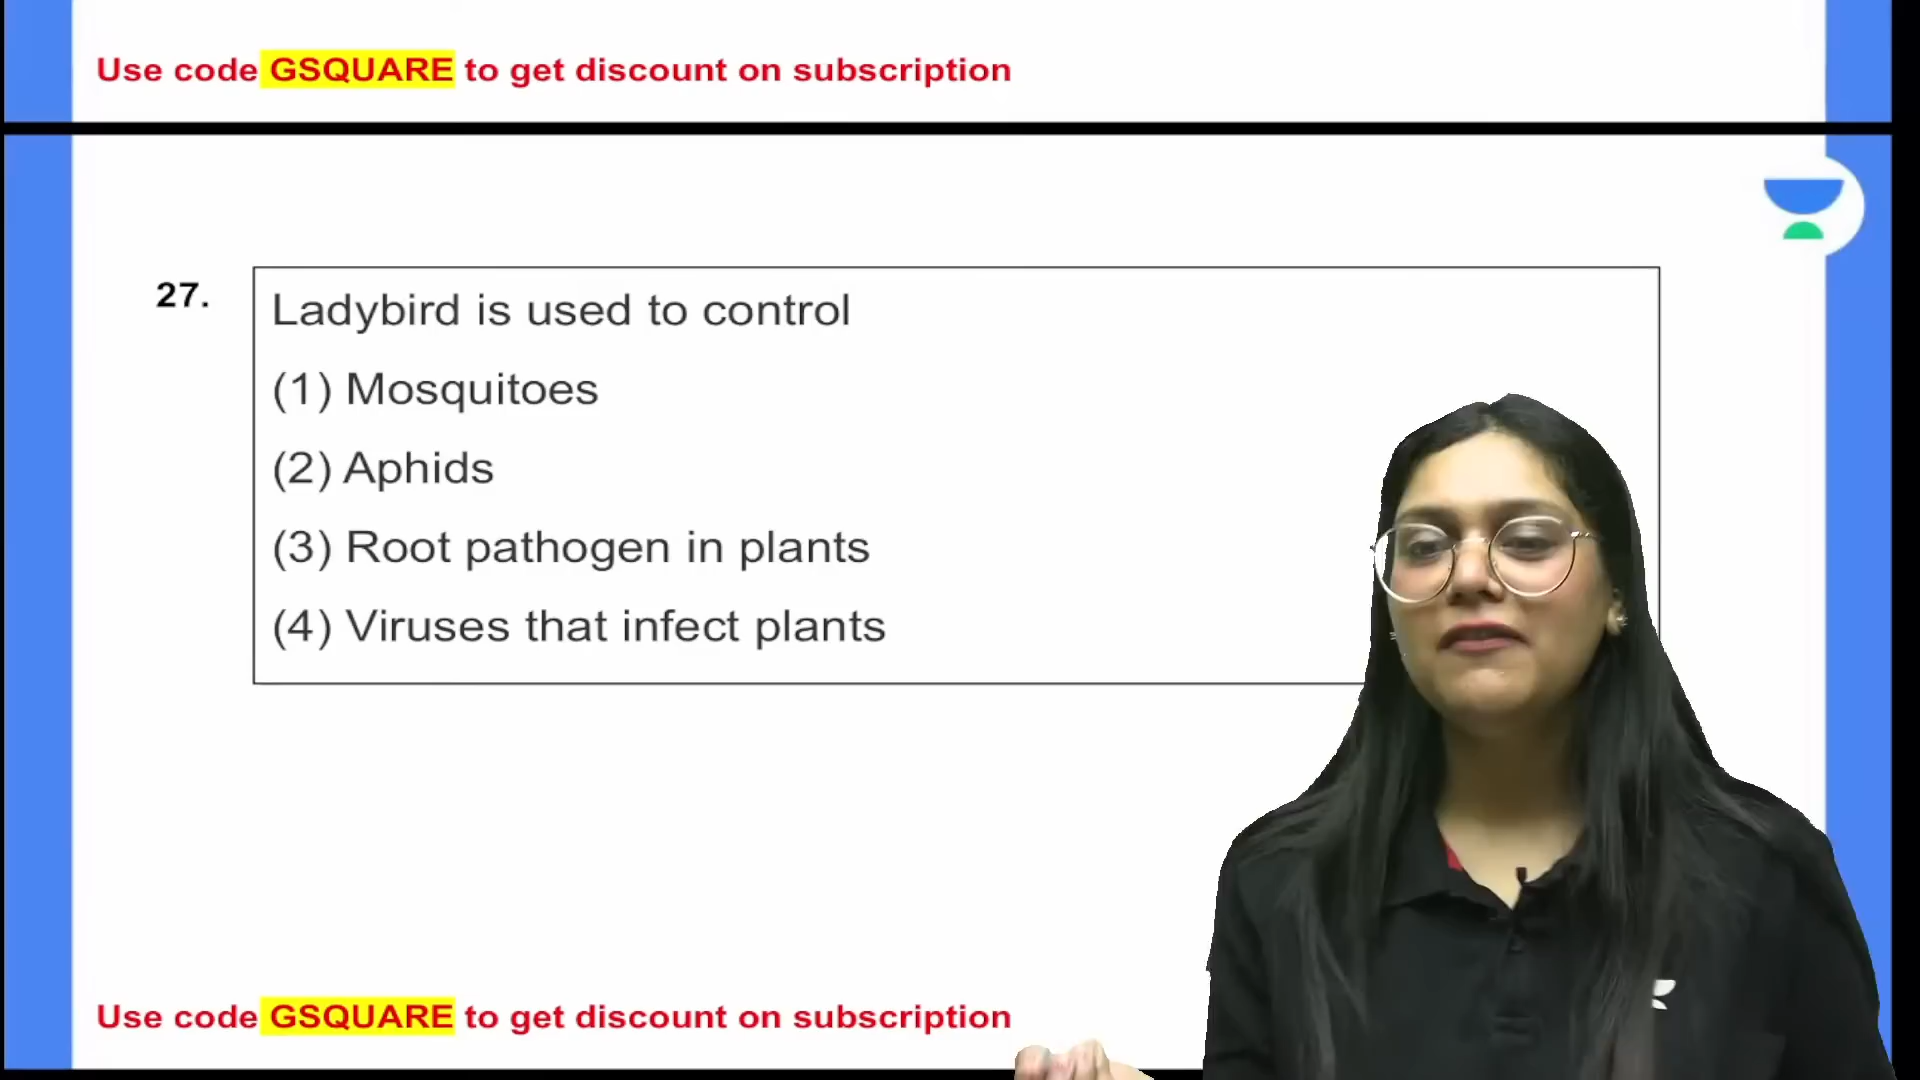 Use code GSQUARE to get discount on subscription
27.
Ladybird is used to control
(1) Mosquitoes
(2) Aphids
(3) Root pathogen in plants
(4) Viruses that infect plants
Use code GSQUARE to get discount on subscription